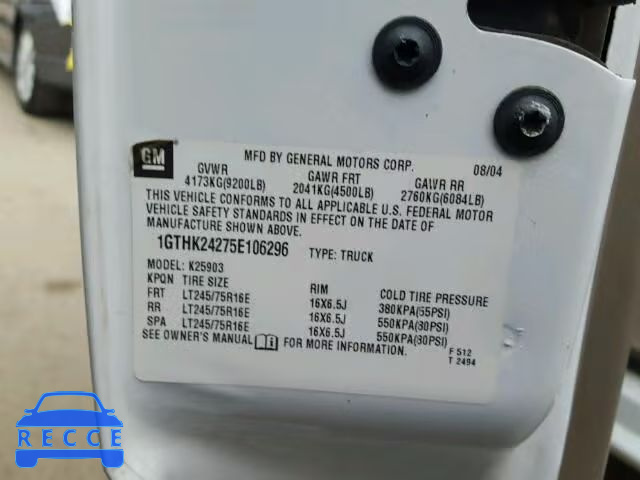 GM
MFD BY GENERAL MOTORS CORP. 08/04
GVWR GAWR FRT GAWR RR
4173KG(9200LB) 2041KG(4500LB) 2760KG(6084LB)
THIS VEHICLE CONFORMS TO ALL APPLICABLE U.S. FEDERAL MOTOR
VEHICLE SAFETY STANDARDS IN EFFECT ON THE DATE OF
MANUFACTURE SHOWN ABOVE.
1GTHK24275E106296 TYPE: TRUCK
MODEL: K25903
KPQN TIRE SIZE RIM COLD TIRE PRESSURE
FRT LT245/75R16E 16X6.5J 380KPA(55PSI)
RR LT245/75R16E 16X6.5J 550KPA(80PSI)
SPA LT245/75R16E 16X6.5J 550KPA(80PSI)
SEE OWNER'S MANUAL FOR MORE INFORMATION. F 512
T 2494
RECCE